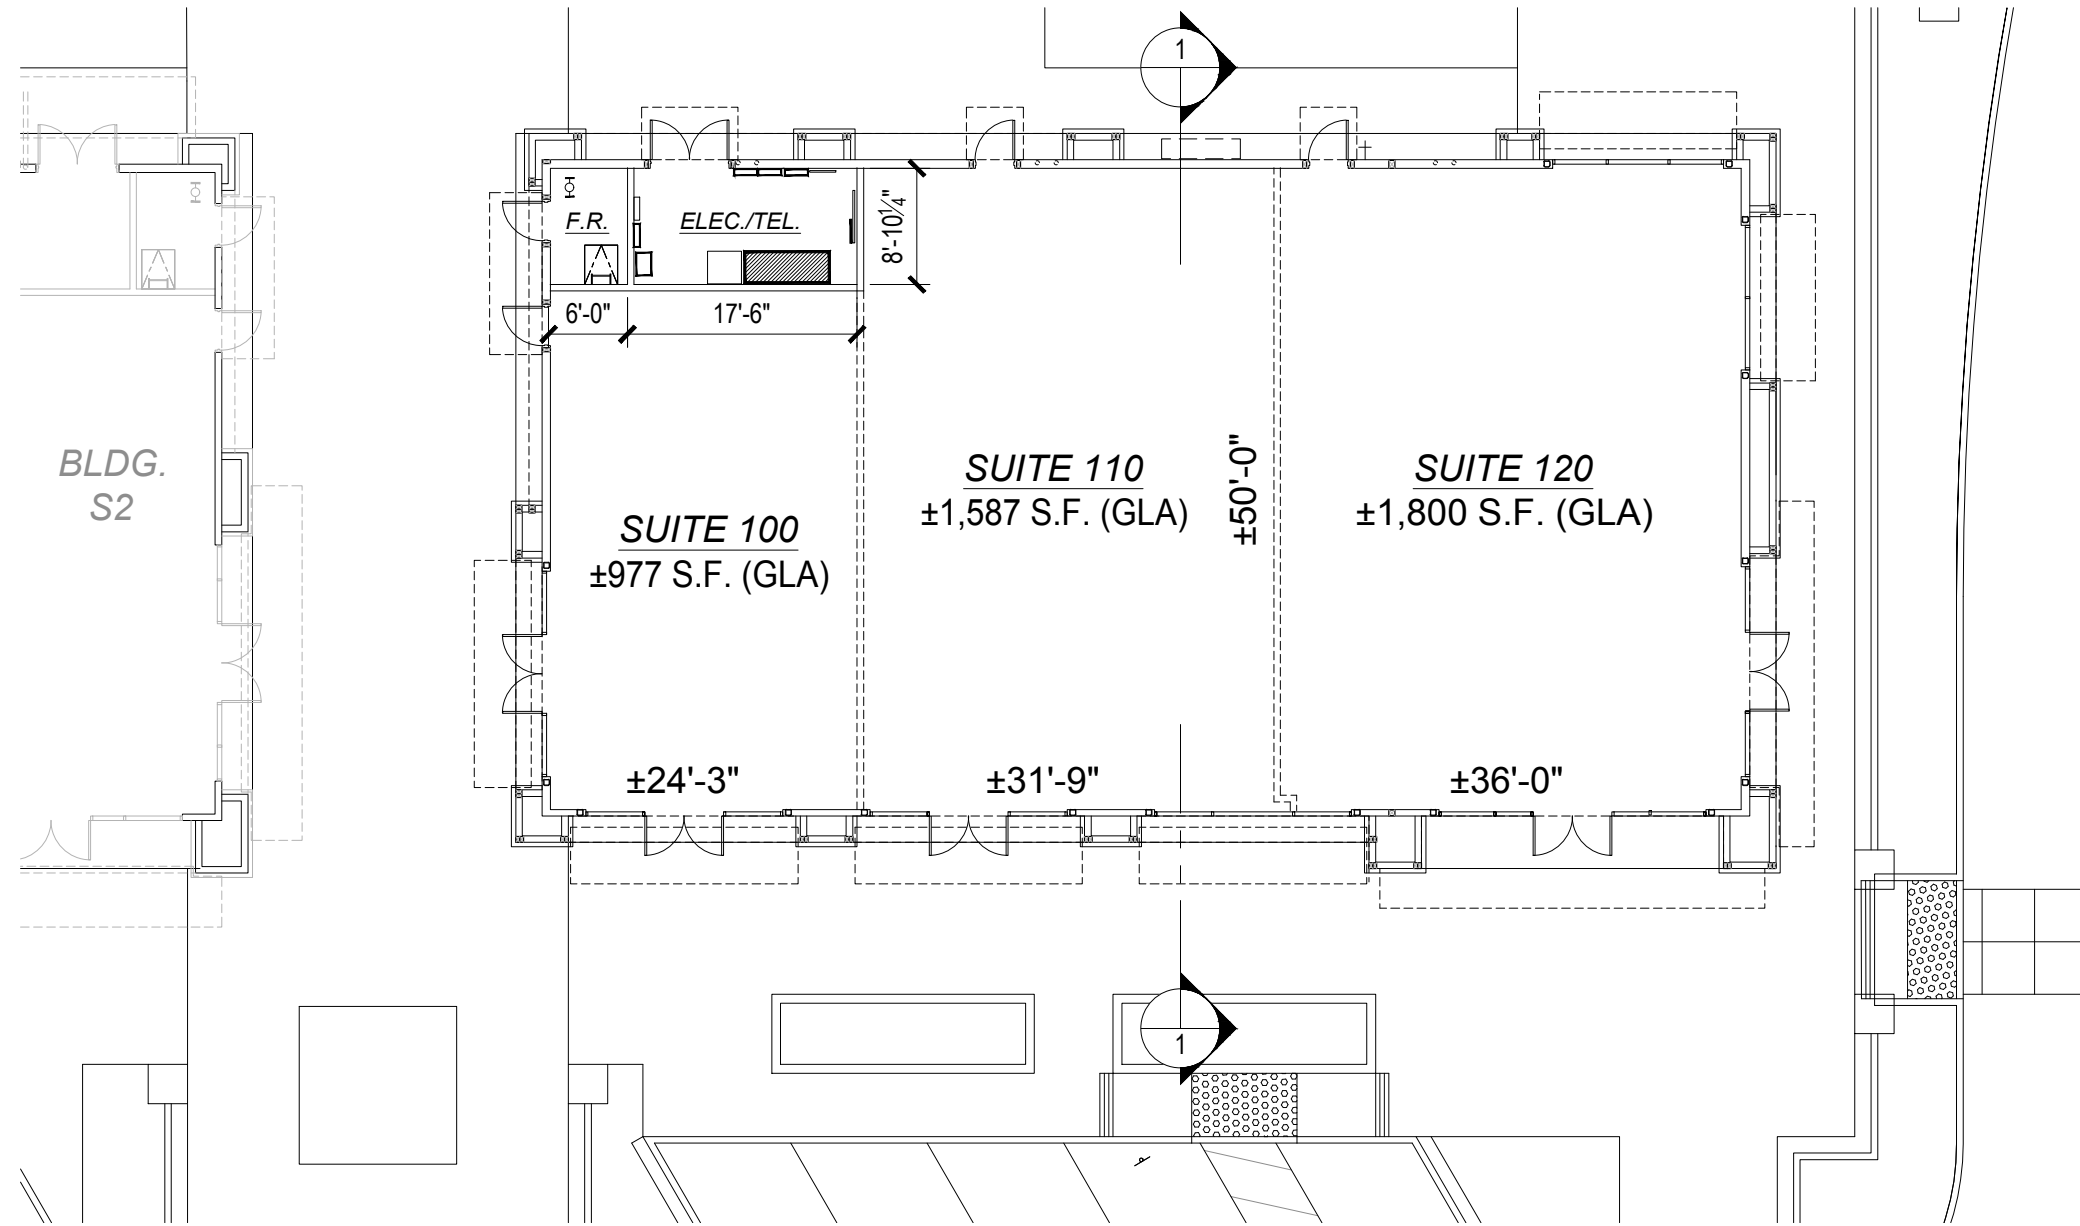 1
F.R.
ELEC./TEL.
8'-10¼"
6'-0"
17'-6"
BLDG.
S2
SUITE 100
±977 S.F. (GLA)
SUITE 110
±1,587 S.F. (GLA)
±50'-0"
SUITE 120
±1,800 S.F. (GLA)
±24'-3"
±31'-9"
±36'-0"
1